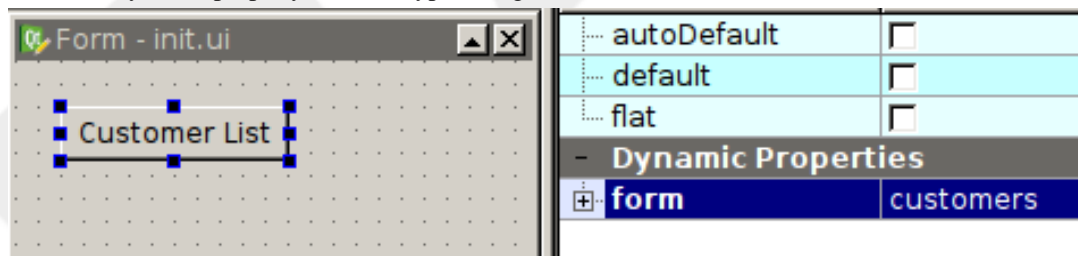 Form - init.ui
Customer List
autoDefault
default
flat
- Dynamic Properties
form customers